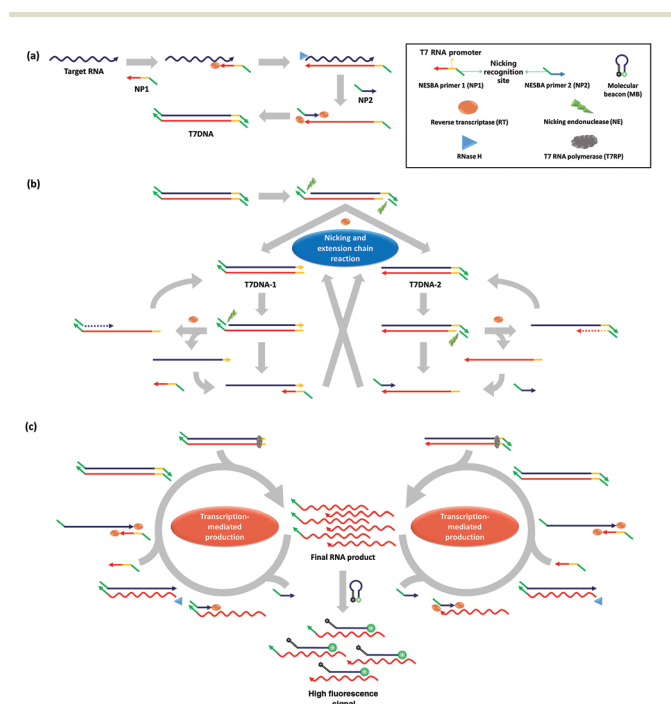 (a)
Target RNA
NP1
NP2
T7DNA
T7 RNA promoter
Nicking
recognition
site
NESBA primer 1 (NP1)
NESBA primer 2 (NP2)
Molecular
beacon (MB)
Reverse transcriptase (RT)
Nicking endonuclease (NE)
RNase H
T7 RNA polymerase (T7RP)
(b)
Nicking and
extension chain
reaction
T7DNA-1
T7DNA-2
(c)
Transcription-
mediated
production
Transcription-
mediated
production
Final RNA product
High fluorescence
signal